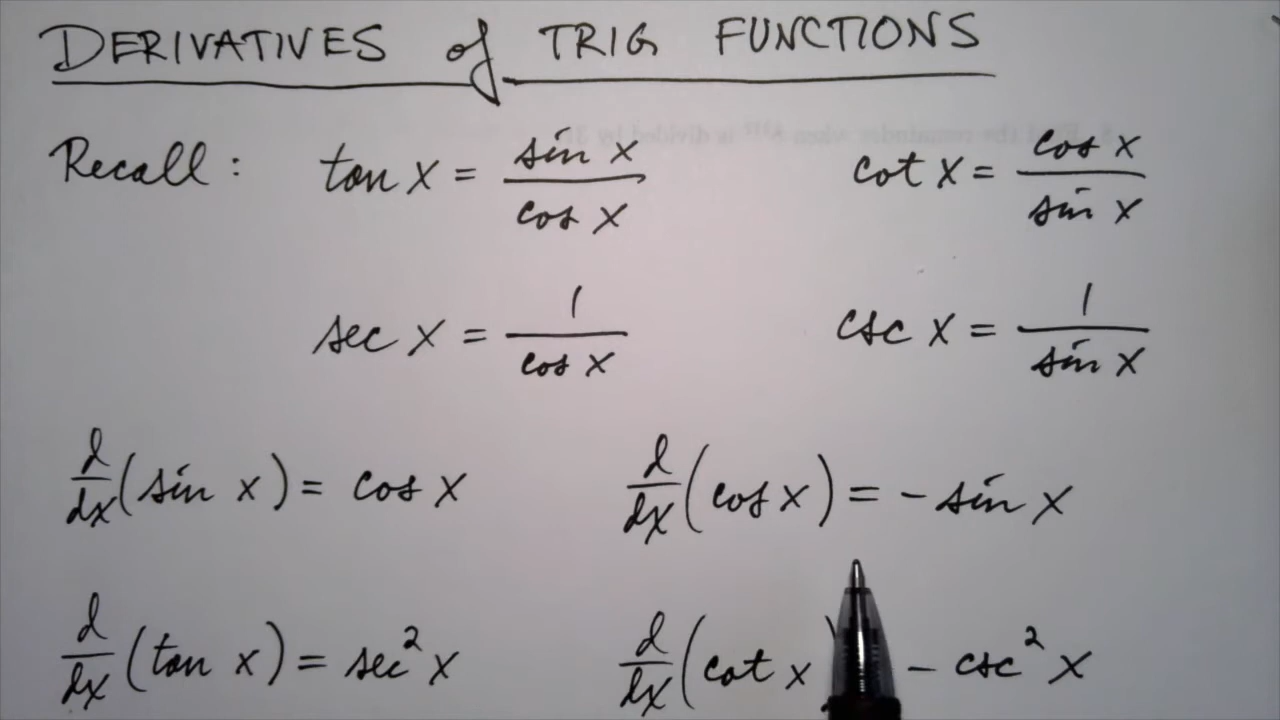 DERIVATIVES of TRIG FUNCTIONS
Recall: tan x = sin x / cos x cot x = cos x / sin x
sec x = 1 / cos x csc x = 1 / sin x
d/dx (sin x) = cos x d/dx (cos x) = - sin x
d/dx (tan x) = sec² x d/dx (cot x) - csc² x